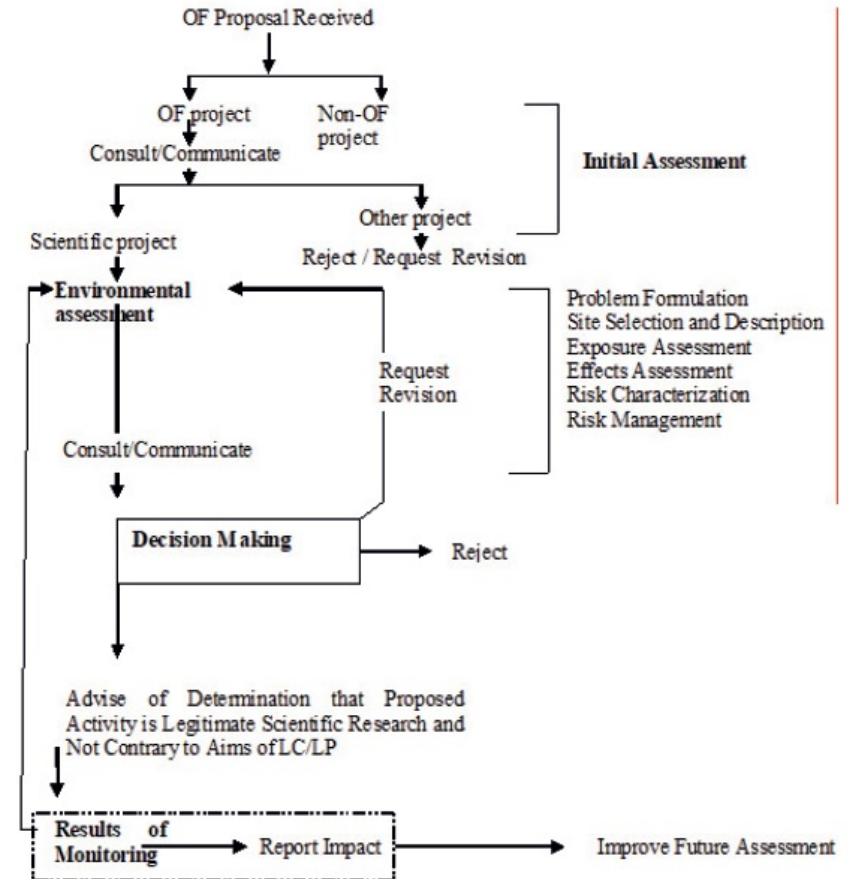 OF Proposal Received
OF project
Non-OF
project
Consult/Communicate
Initial Assessment
Other project
Scientific project
Reject / Request Revision
Environmental
assessment
Problem Formulation
Site Selection and Description
Exposure Assessment
Effects Assessment
Risk Characterization
Risk Management
Request
Revision
Consult/Communicate
Decision Making
Reject
Advise of Determination that Proposed
Activity is Legitimate Scientific Research and
Not Contrary to Aims of LC/LP
Results of
Monitoring
Report Impact
Improve Future Assessment